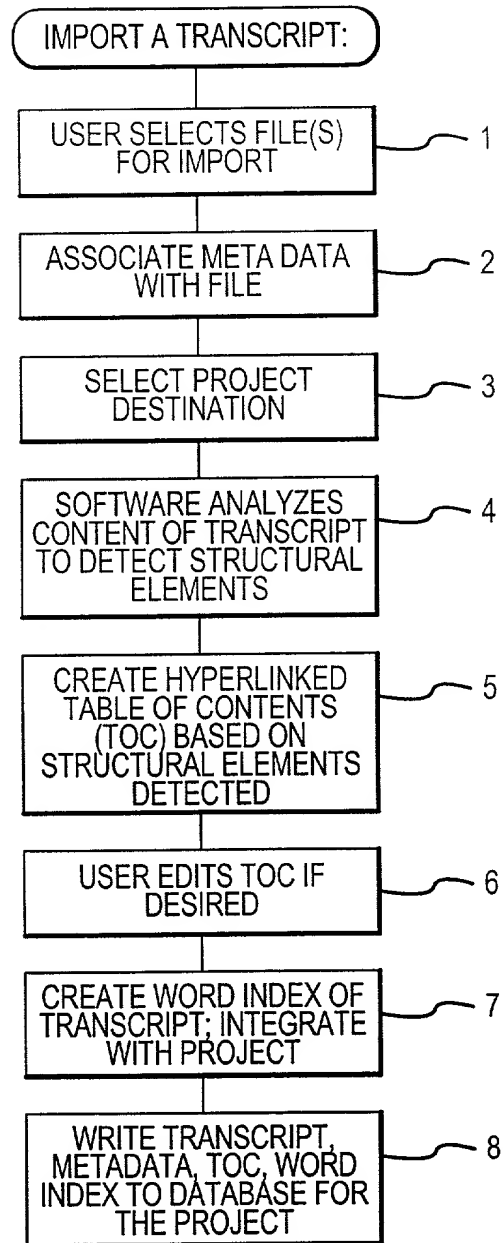 IMPORT A TRANSCRIPT:
USER SELECTS FILE(S)
FOR IMPORT
1
ASSOCIATE META DATA
WITH FILE
2
SELECT PROJECT
DESTINATION
3
SOFTWARE ANALYZES
CONTENT OF TRANSCRIPT
TO DETECT STRUCTURAL
ELEMENTS
4
CREATE HYPERLINKED
TABLE OF CONTENTS
(TOC) BASED ON
STRUCTURAL ELEMENTS
DETECTED
5
USER EDITS TOC IF
DESIRED
6
CREATE WORD INDEX OF
TRANSCRIPT; INTEGRATE
WITH PROJECT
7
WRITE TRANSCRIPT,
METADATA, TOC, WORD
INDEX TO DATABASE FOR
THE PROJECT
8